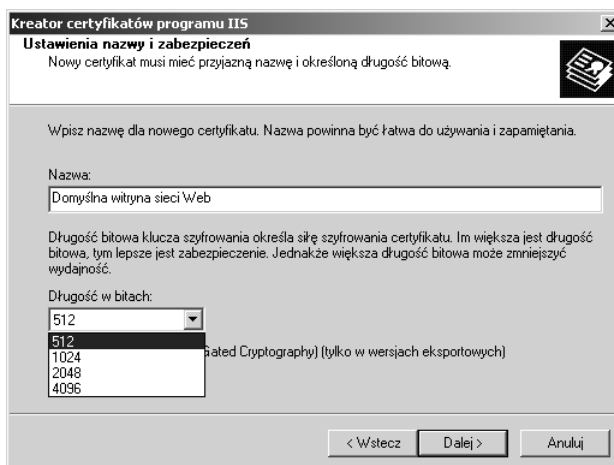 Kreator certyfikatów programu IIS
Ustawienia nazwy i zabezpieczeń
Nowy certyfikat musi mieć przyjazną nazwę i określoną długość bitową.
Wpisz nazwę dla nowego certyfikatu. Nazwa powinna być łatwa do używania i zapamiętania.
Nazwa:
Domyślna witryna sieci Web
Długość bitowa klucza szyfrowania określa siłę szyfrowania certyfikatu. Im większa jest długość
bitowa, tym lepsze jest zabezpieczenie. Jednakże większa długość bitowa może zmniejszyć
wydajność.
Długość w bitach:
512
512
1024
2048
4096
Gated Cryptography) (tylko w wersjach eksportowych)
< Wstecz
Dalej >
Anuluj